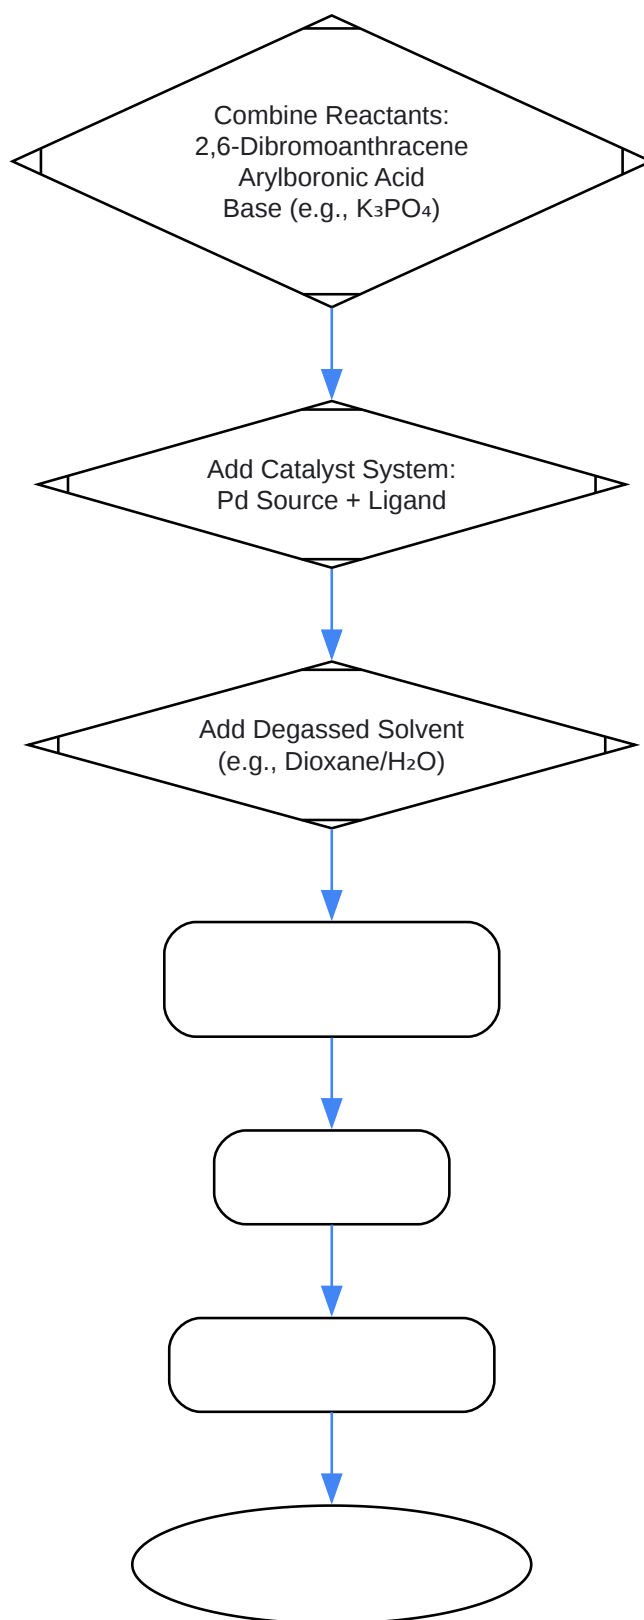 Combine Reactants:
2,6-Dibromoanthracene
Arylboronic Acid
Base (e.g., K₃PO₄)
Add Catalyst System:
Pd Source + Ligand
Add Degassed Solvent
(e.g., Dioxane/H₂O)